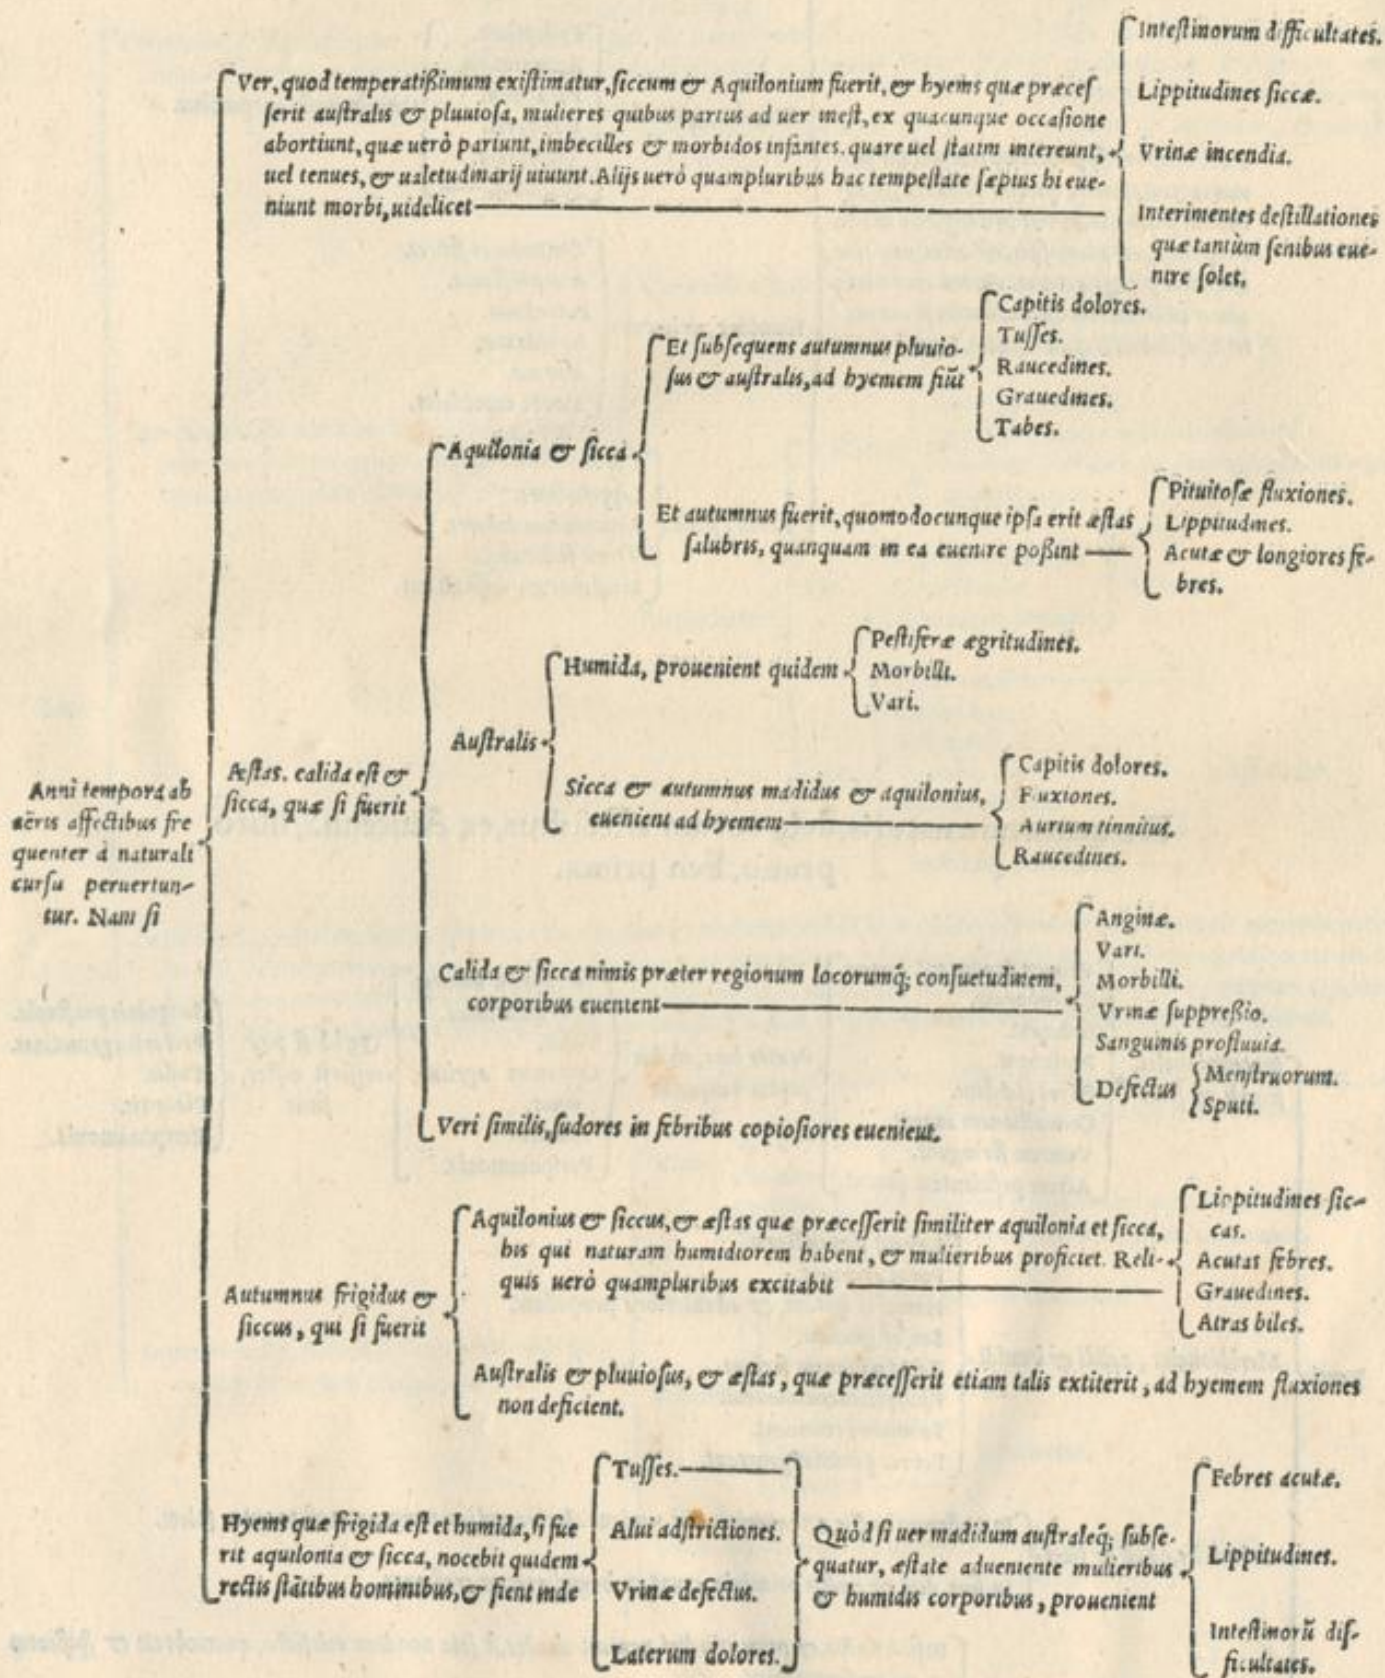 Anni tempora ab
aëris affectibus fre
quenter à naturali
cursu peruertun-
tur. Nam si
Ver, quod temperatißimum existimatur, siccum & Aquilonium fuerit, & hyems quæ præces
serit australis & pluuiosa, mulieres quibus partus ad uer inest, ex quacunque occasione
abortiunt, quæ uerò pariunt, imbecilles & morbidos infantes. quare uel statim intereunt,
uel tenues, & ualetudinarij uiuunt. Alijs uerò quampluribus hac tempestate sæpius hi eue-
niunt morbi, uidelicet
Intestinorum difficultates.
Lippitudines siccæ.
Vrinæ incendia.
Interimentes destillationes
quæ tantùm senibus eue-
nire solet.
Æstas. calida est &
sicca, quæ si fuerit
Aquilonia & sicca
Et subsequens autumnus pluuio-
sus & australis, ad hyemem fiũt
Capitis dolores.
Tusses.
Raucedines.
Grauedines.
Tabes.
Et autumnus fuerit, quomodocunque ipsa erit æstas
salubris, quanquam in ea euenire poßint
Pituitosæ fluxiones.
Lippitudines.
Acutæ & longiores fe-
bres.
Australis
Humida, prouenient quidem
Pestiferæ ægritudines.
Morbilli.
Vari.
Sicca & autumnus madidus & aquilonius,
euenient ad hyemem
Capitis dolores.
Fluxiones.
Aurium tinnitus.
Raucedines.
Calida & sicca nimis præter regionum locorumq́; consuetudinem,
corporibus euenient
Anginæ.
Vari.
Morbilli.
Vrinæ suppreßio.
Sanguinis profluuia.
Defectus
Menstruorum.
Sputi.
Veri similis, sudores in febribus copiosiores euenient.
Autumnus frigidus &
siccus, qui si fuerit
Aquilonius & siccus, & æstas quæ præcesserit similiter aquilonia et sicca,
his qui naturam humidiorem habent, & mulieribus proficiet. Reli-
quis uerò quampluribus excitabit
Lippitudines sic-
cas.
Acutas febres.
Grauedines.
Atras biles.
Australis & pluuiosus, & æstas, quæ præcesserit etiam talis extiterit, ad hyemem fluxiones
non deficient.
Hyems quæ frigida est et humida, si fue
rit aquilonia & sicca, nocebit quidem
rectis stãtibus hominibus, & fient inde
Tusses.
Alui adstrictiones.
Vrinæ defectus.
Laterum dolores.
Quòd si uer madidum australeq́; subse-
quatur, æstate adueniente mulieribus
& humidis corporibus, prouenient
Febres acutæ.
Lippitudines.
Intestinorũ dif-
ficultates.